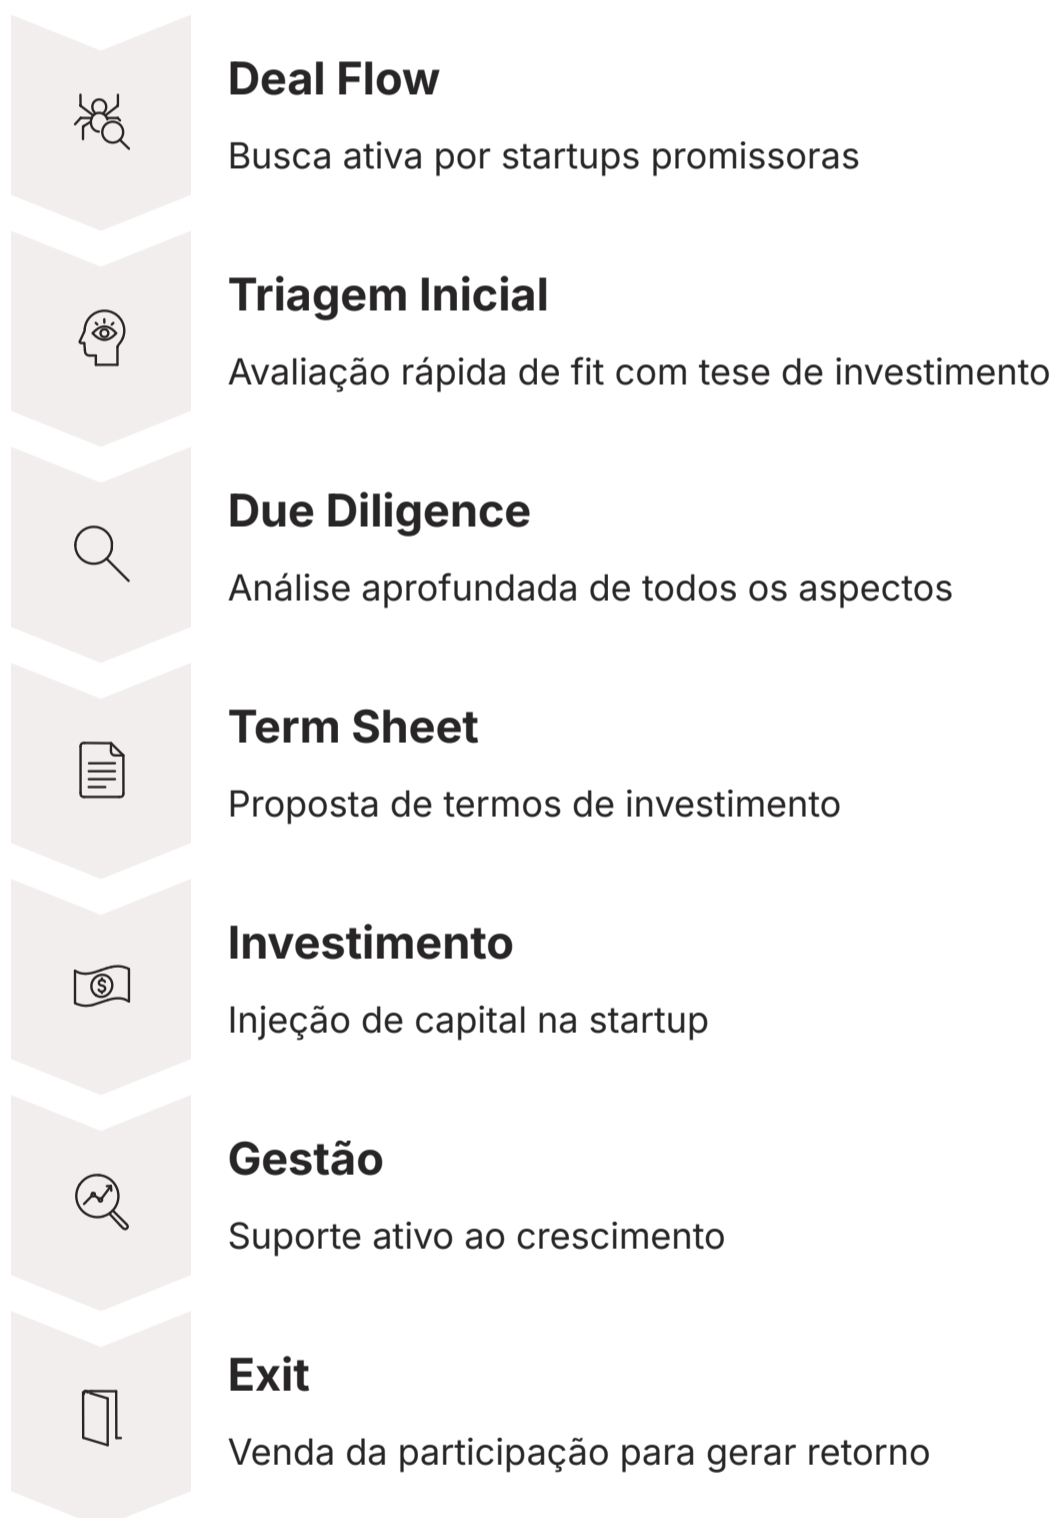 Deal Flow
Busca ativa por startups promissoras
Triagem Inicial
Avaliação rápida de fit com tese de investimento
Due Diligence
Análise aprofundada de todos os aspectos
Term Sheet
Proposta de termos de investimento
Investimento
Injeção de capital na startup
Gestão
Suporte ativo ao crescimento
Exit
Venda da participação para gerar retorno